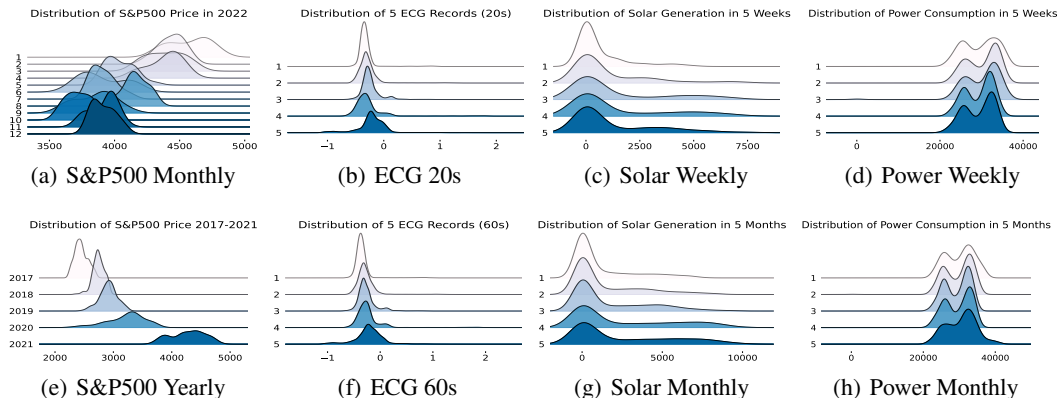 Distribution of S&P500 Price in 2022
1
2
3
4
5
6
7
8
9
10
11
12
3500 4000 4500 5000
(a) S&P500 Monthly
Distribution of 5 ECG Records (20s)
1
2
3
4
5
−1 0 1 2
(b) ECG 20s
Distribution of Solar Generation in 5 Weeks
1
2
3
4
5
0 2500 5000 7500
(c) Solar Weekly
Distribution of Power Consumption in 5 Weeks
1
2
3
4
5
0 20000 40000
(d) Power Weekly
Distribution of S&P500 Price 2017-2021
2017
2018
2019
2020
2021
2000 3000 4000 5000
(e) S&P500 Yearly
Distribution of 5 ECG Records (60s)
1
2
3
4
5
−1 0 1 2
(f) ECG 60s
Distribution of Solar Generation in 5 Months
1
2
3
4
5
0 5000 10000
(g) Solar Monthly
Distribution of Power Consumption in 5 Months
1
2
3
4
5
0 20000 40000
(h) Power Monthly